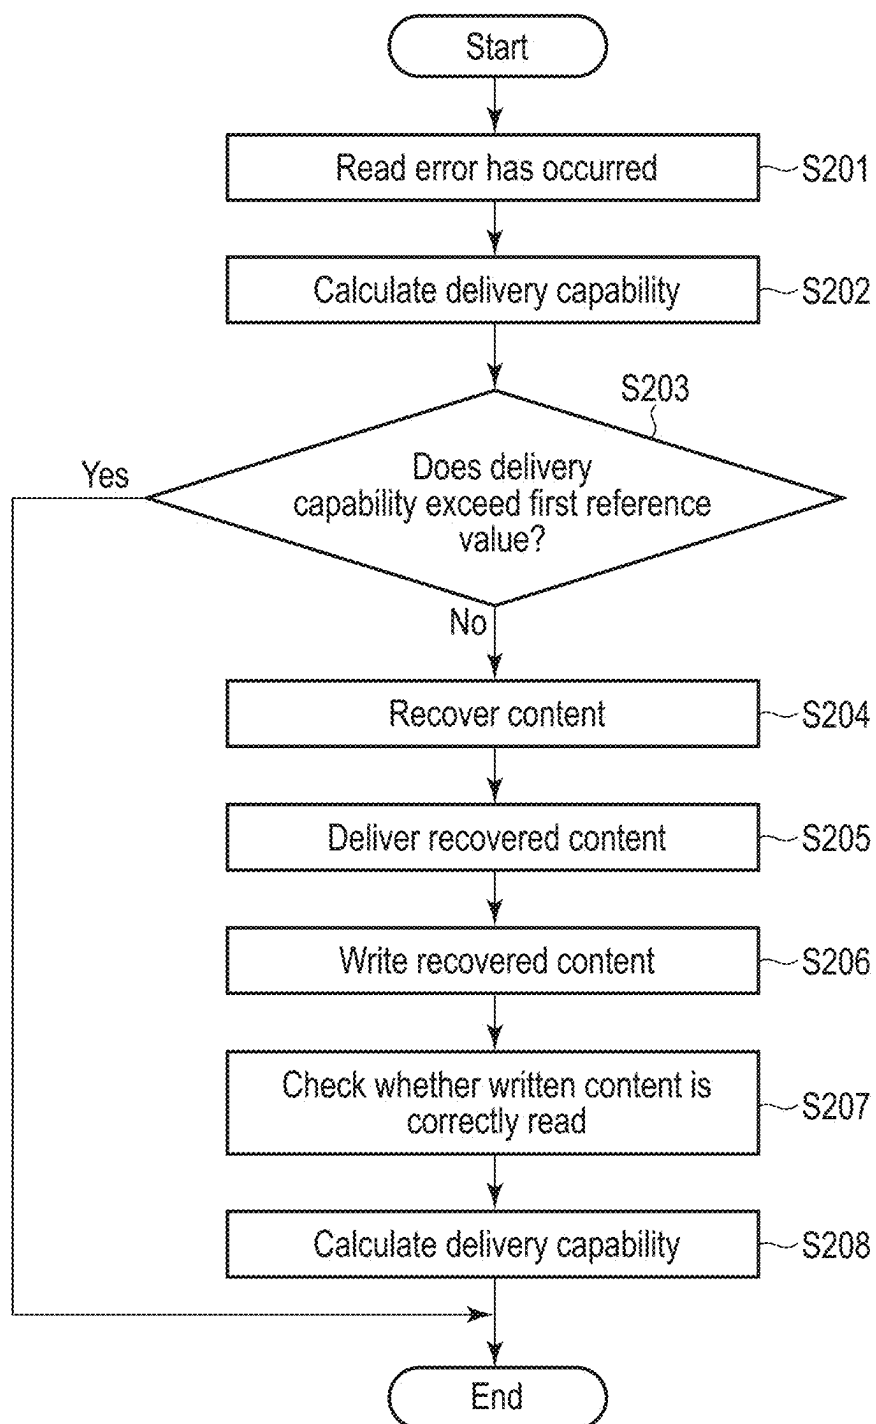 Start
Read error has occurred
S201
Calculate delivery capability
S202
S203
Does delivery
capability exceed first reference
value?
Yes
No
Recover content
S204
Deliver recovered content
S205
Write recovered content
S206
Check whether written content is
correctly read
S207
Calculate delivery capability
S208
End